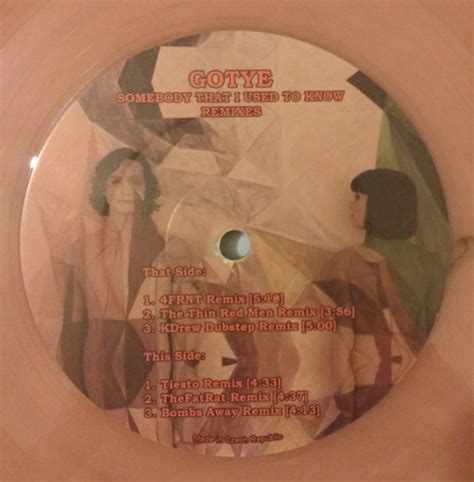 GOTYE
SOMEBODY THAT I USED TO KNOW
REMIXES
That Side:
1. 4FRNT Remix [5:18]
2. The Thin Red Men Remix [3:56]
3. KDrew Dubstep Remix [5:00]
This Side:
1. Tiesto Remix [4:33]
2. TheFatRat Remix [4:37]
3. Bombs Away Remix [4:13]
Made in Czech Republic